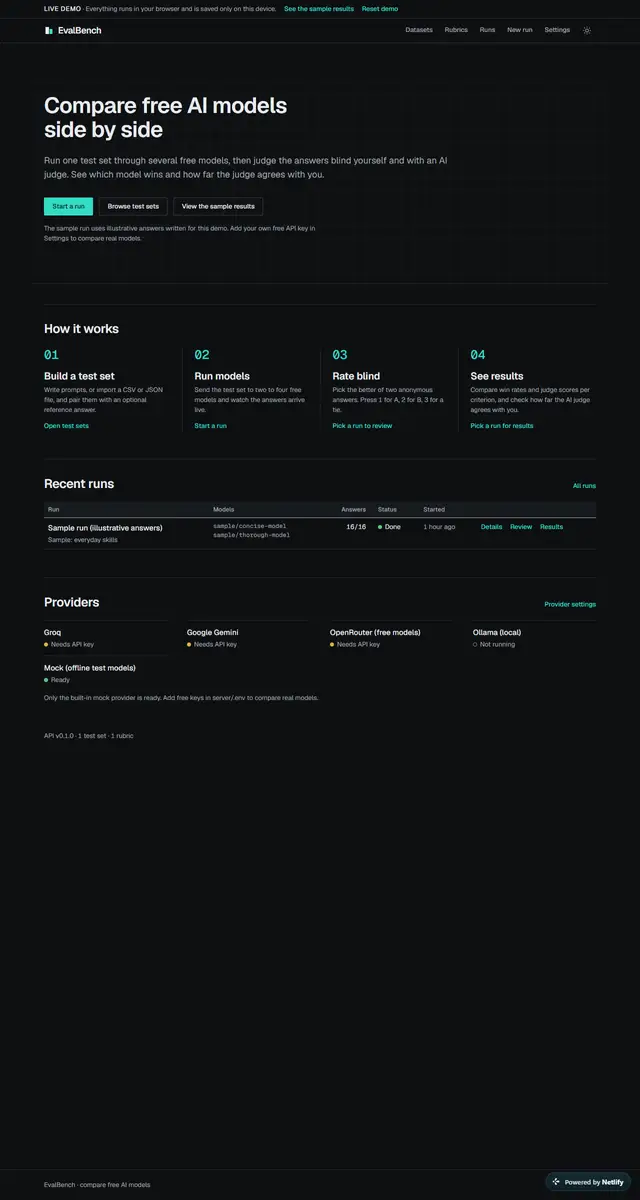 LIVE DEMO · Everything runs in your browser and is saved only on this device. See the sample results Reset demo
EvalBench Datasets Rubrics Runs New run Settings
Compare free AI models
side by side
Run one test set through several free models, then judge the answers blind yourself and with an AI
judge. See which model wins and how far the judge agrees with you.
Start a run Browse test sets View the sample results
The sample run uses illustrative answers written for this demo. Add your own free API key in
Settings to compare real models.
How it works
01
Build a test set
Write prompts, or import a CSV or JSON
file, and pair them with an optional
reference answer.
Open test sets
02
Run models
Send the test set to two to four free
models and watch the answers arrive
live.
Start a run
03
Rate blind
Pick the better of two anonymous
answers. Press 1 for A, 2 for B, 3 for a
tie.
Pick a run to review
04
See results
Compare win rates and judge scores per
criterion, and check how far the AI judge
agrees with you.
Pick a run for results
Recent runs All runs
Run Models Answers Status Started
Sample run (illustrative answers)
Sample: everyday skills
sample/concise-model
sample/thorough-model
16/16 Done 1 hour ago Details Review Results
Providers Provider settings
Groq
Needs API key
Google Gemini
Needs API key
OpenRouter (free models)
Needs API key
Ollama (local)
Not running
Mock (offline test models)
Ready
Only the built-in mock provider is ready. Add free keys in server/.env to compare real models.
API v0.1.0 · 1 test set · 1 rubric
EvalBench · compare free AI models
Powered by Netlify